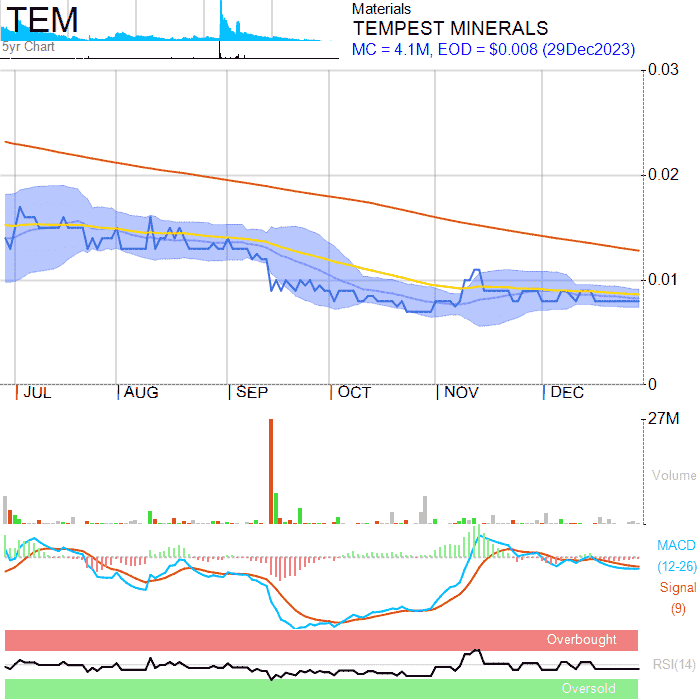 TEM
5yr Chart
Materials
TEMPEST MINERALS
MC = 4.1M, EOD = $0.008 (29Dec2023)
0.03
0.02
0.01
0
JUL AUG SEP OCT NOV DEC
27M
Volume
MACD
(12-26)
Signal
(9)
Overbought
RSI(14)
Oversold